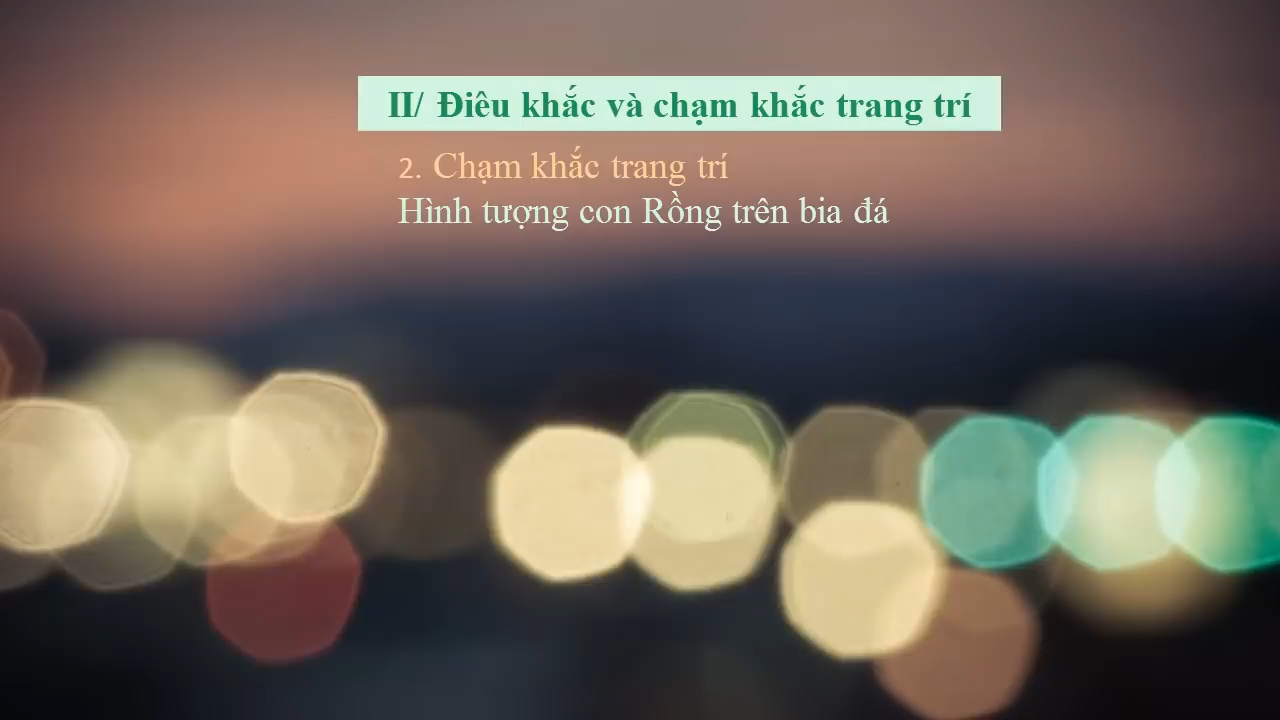 II/ Điêu khắc và chạm khắc trang trí
2. Chạm khắc trang trí
Hình tượng con Rồng trên bia đá